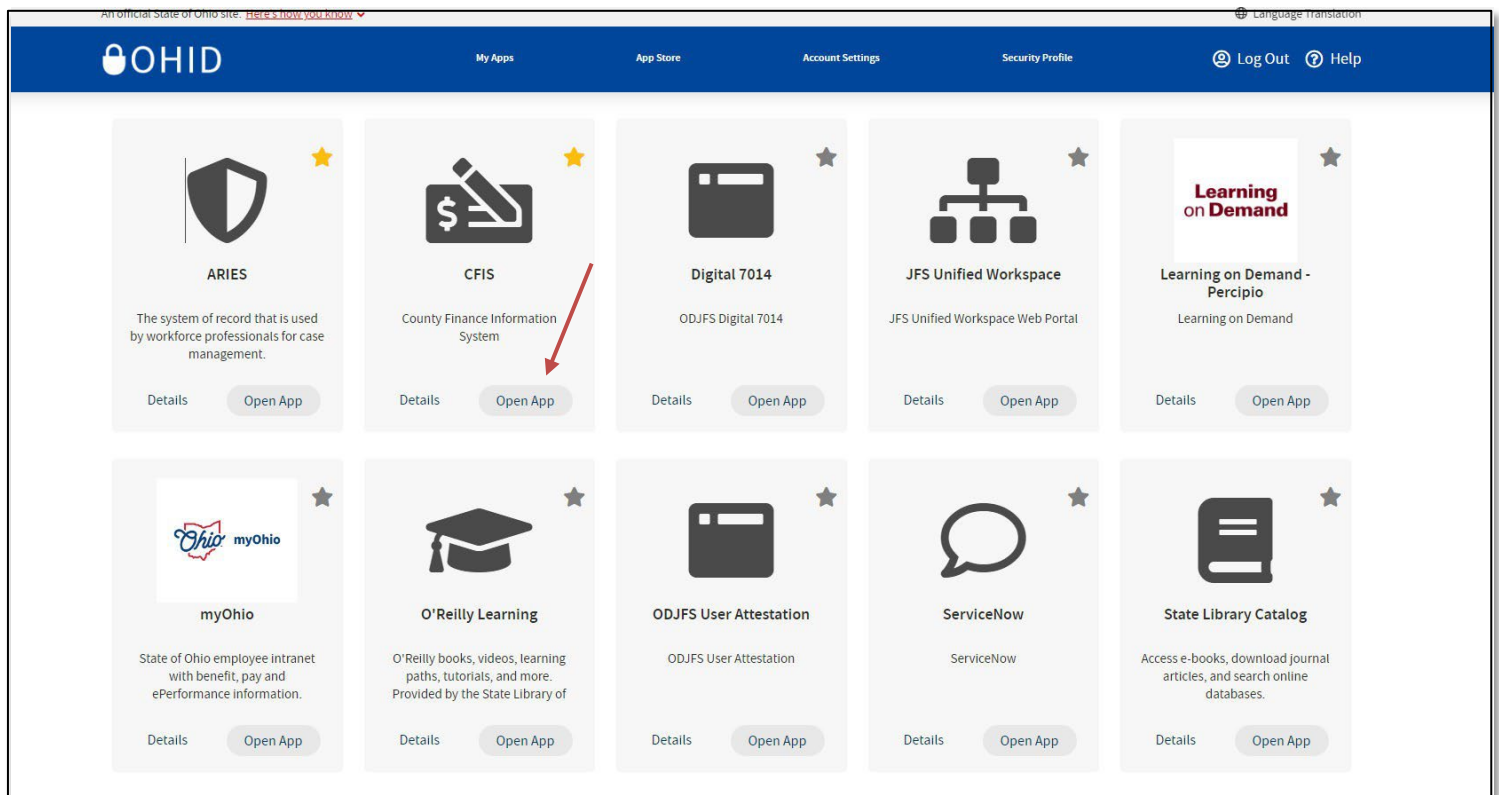 An official State of Ohio site. Here's how you know
Language Translation
OHID
My Apps
App Store
Account Settings
Security Profile
Log Out
Help
ARIES
The system of record that is used
by workforce professionals for case
management.
Details
Open App
$
CFIS
County Finance Information
System
Details
Open App
Digital 7014
ODJFS Digital 7014
Details
Open App
JFS Unified Workspace
JFS Unified Workspace Web Portal
Details
Open App
Learning
on Demand
Learning on Demand -
Percipio
Learning on Demand
Details
Open App
Ohio myOhio
myOhio
State of Ohio employee intranet
with benefit, pay and
ePerformance information.
Details
Open App
O'Reilly Learning
O'Reilly books, videos, learning
paths, tutorials, and more.
Provided by the State Library of
Details
Open App
ODJFS User Attestation
ODJFS User Attestation
Details
Open App
ServiceNow
ServiceNow
Details
Open App
State Library Catalog
Access e-books, download journal
articles, and search online
databases.
Details
Open App